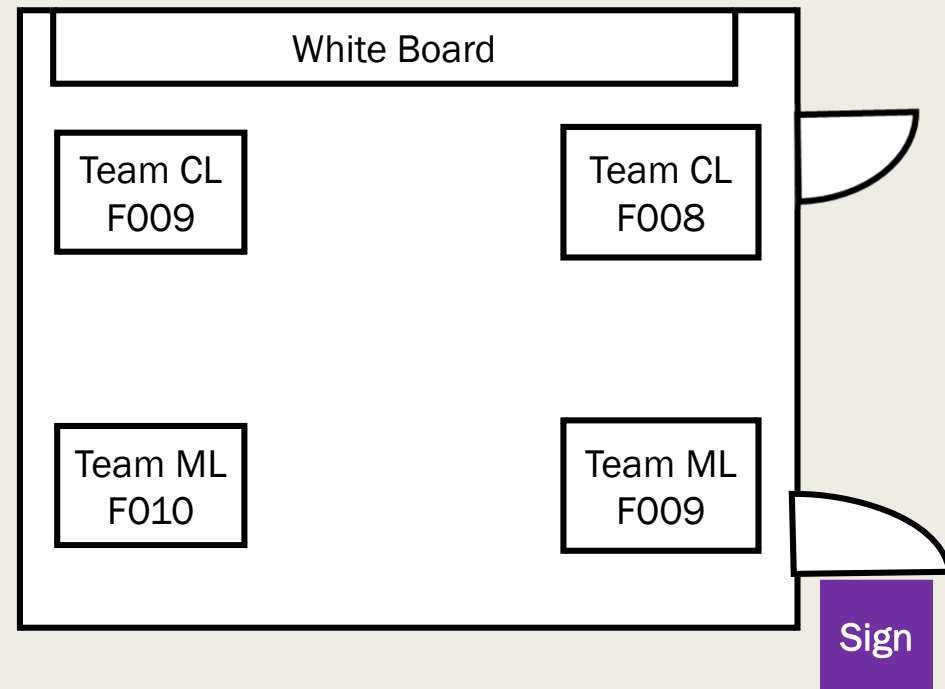 White Board
Team CL
F009
Team CL
F008
Team ML
F010
Team ML
F009
Sign